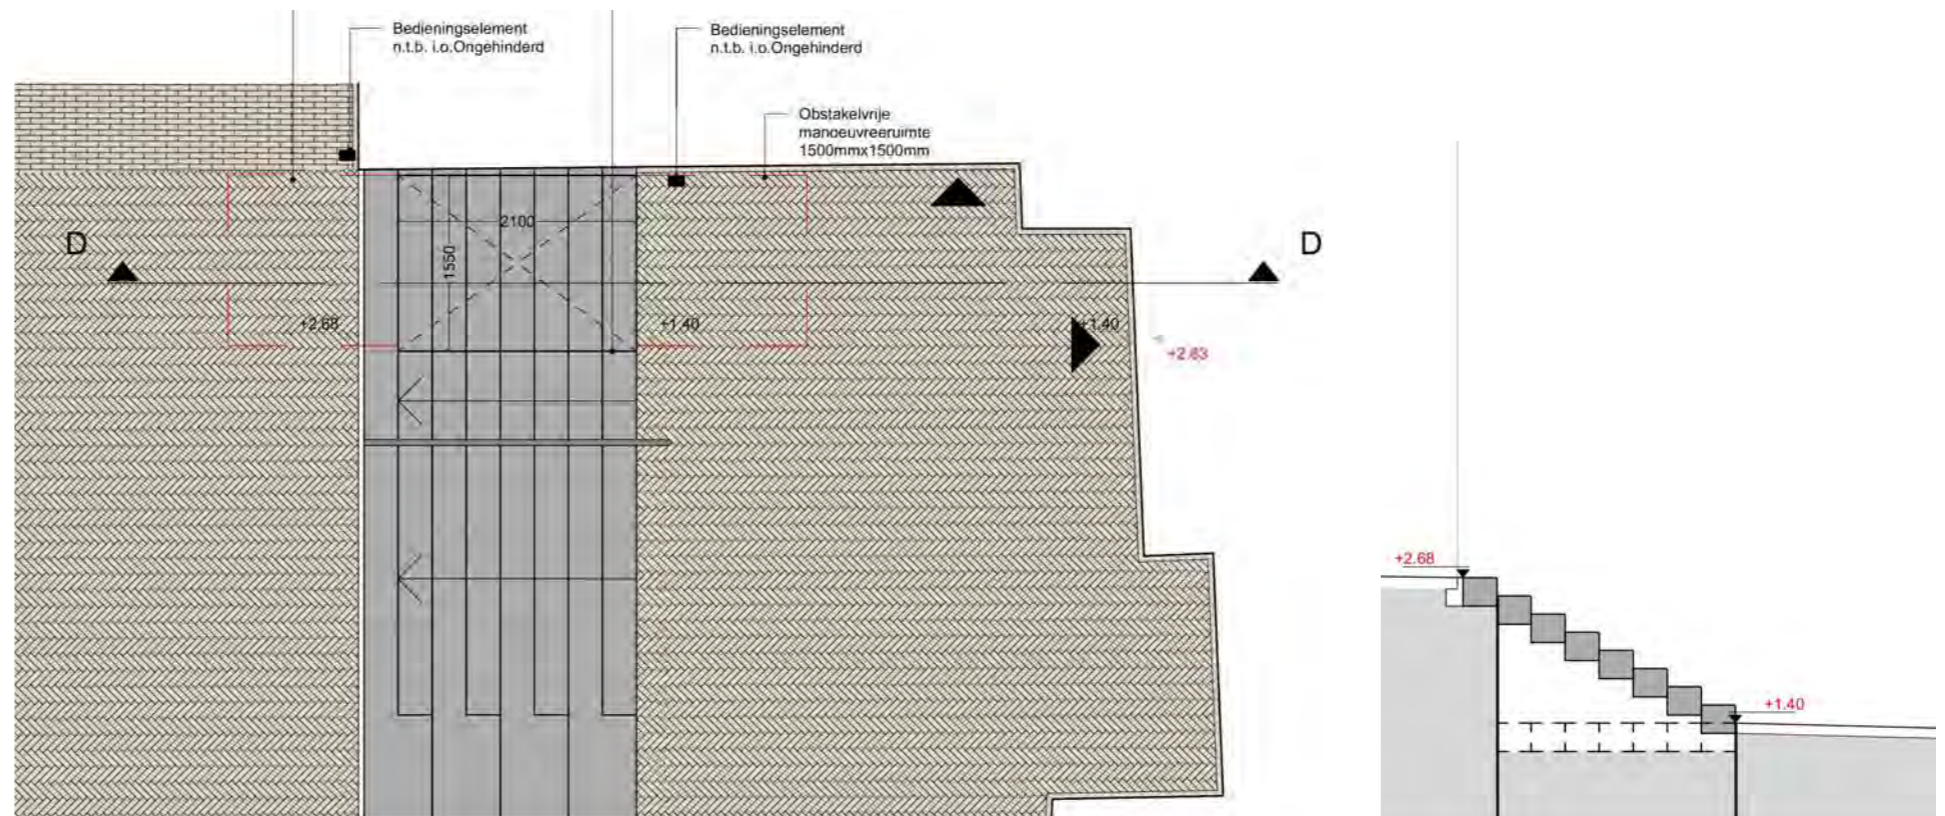 Bedieningselement
n.t.b. i.o.Ongehinderd
Bedieningselement
n.t.b. i.o.Ongehinderd
Obstakelvrije
manoeuvreeruimte
1500mmx1500mm
D
D
2100
1550
+2.68
+1.40
+1.40
+2.83
+2.68
+1.40